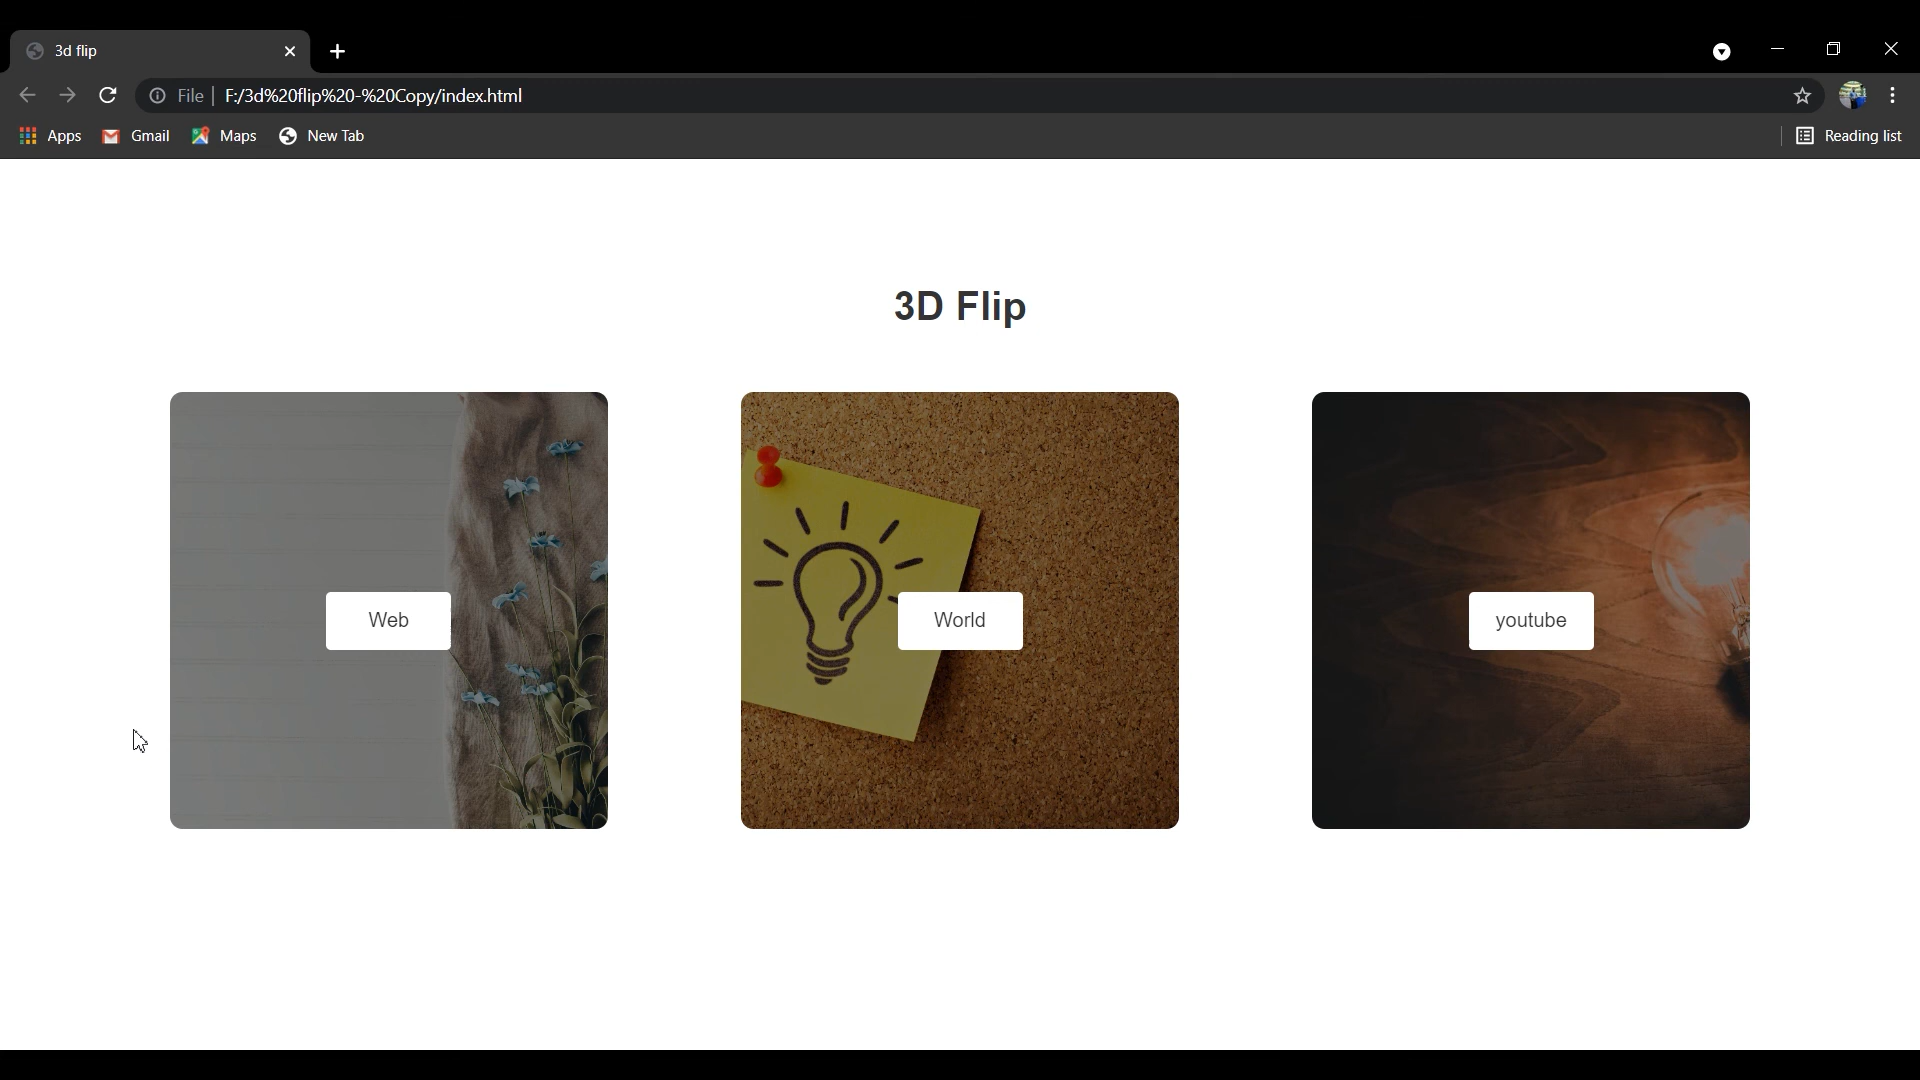 3d flip
File
F:/3d%20flip%20-%20Copy/index.html
Apps
Gmail
Maps
New Tab
Reading list
3D Flip
Web
World
youtube